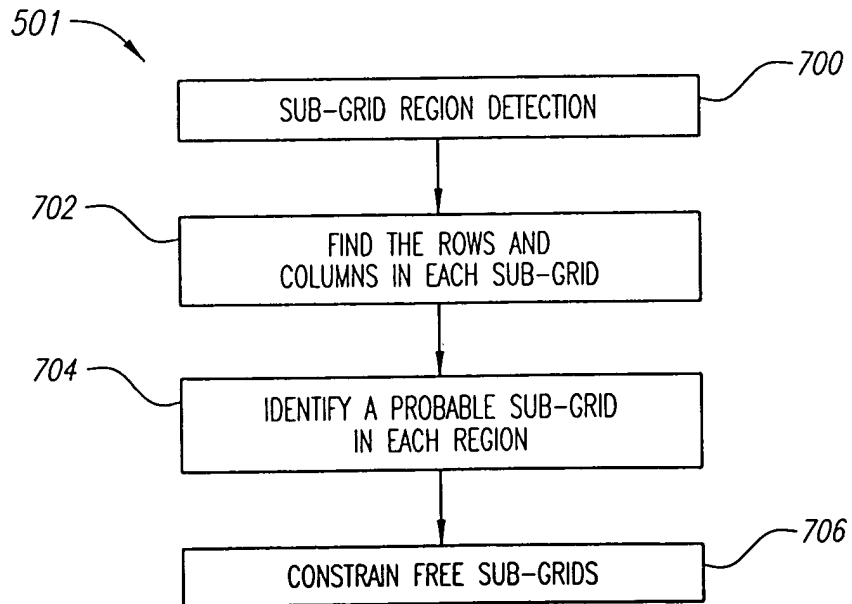 501
700
SUB-GRID REGION DETECTION
702
FIND THE ROWS AND
COLUMNS IN EACH SUB-GRID
704
IDENTIFY A PROBABLE SUB-GRID
IN EACH REGION
706
CONSTRAIN FREE SUB-GRIDS